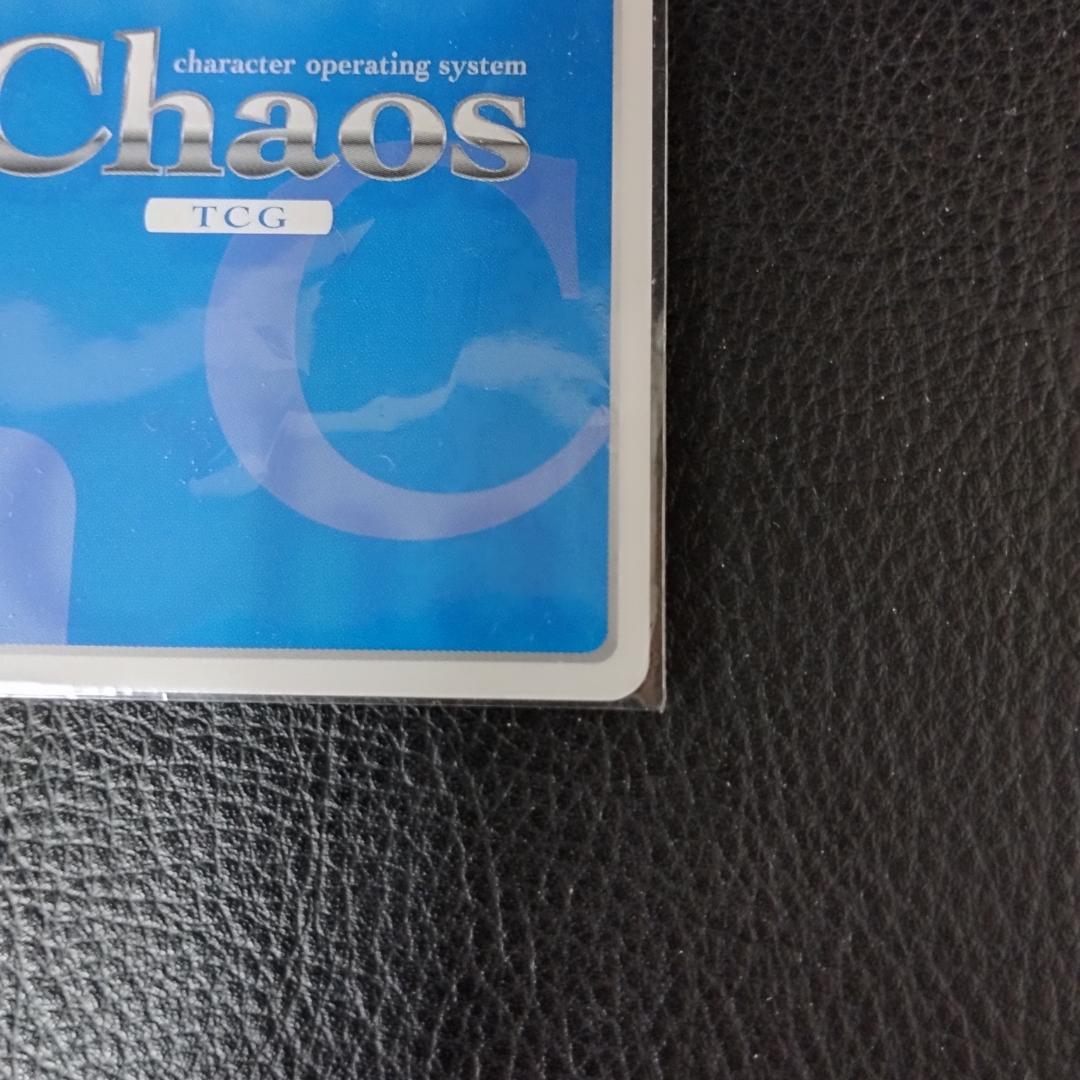 character operating system
Chaos
TCG
C